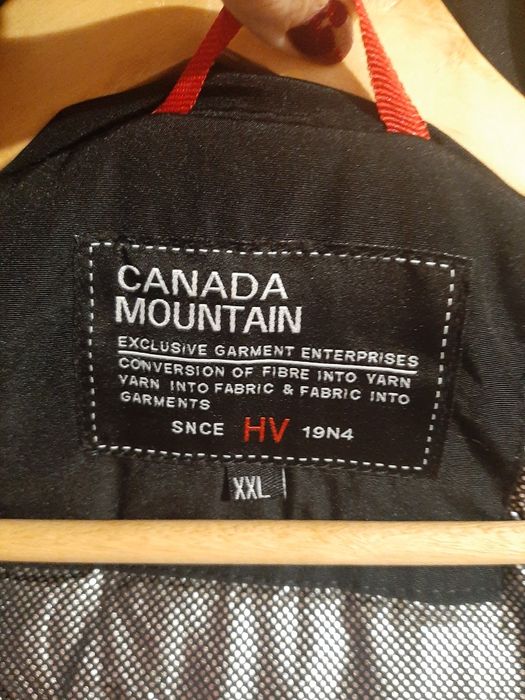 CANADA
MOUNTAIN
EXCLUSIVE GARMENT ENTERPRISES
CONVERSION OF FIBRE INTO YARN
YARN INTO FABRIC & FABRIC INTO
GARMENTS
SNCE HV 19N4
XXL